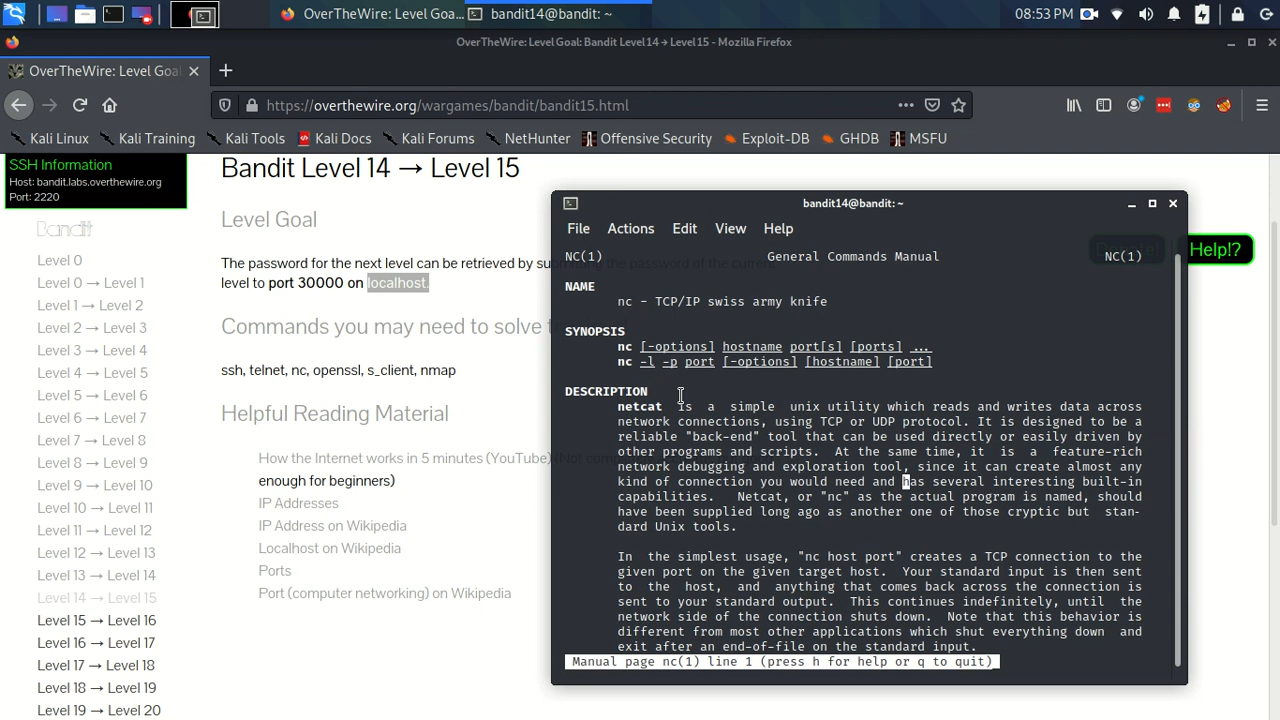 OverTheWire: Level Goa...
bandit14@bandit: ~
08:53 PM
OverTheWire: Level Goal: Bandit Level 14 → Level 15 - Mozilla Firefox
OverTheWire: Level Goal
https://overthewire.org/wargames/bandit/bandit15.html
Kali Linux
Kali Training
Kali Tools
Kali Docs
Kali Forums
NetHunter
Offensive Security
Exploit-DB
GHDB
MSFU
SSH Information
Host: bandit.labs.overthewire.org
Port: 2220
Bandit
Level 0
Level 0 → Level 1
Level 1 → Level 2
Level 2 → Level 3
Level 3 → Level 4
Level 4 → Level 5
Level 5 → Level 6
Level 6 → Level 7
Level 7 → Level 8
Level 8 → Level 9
Level 9 → Level 10
Level 10 → Level 11
Level 11 → Level 12
Level 12 → Level 13
Level 13 → Level 14
Level 14 → Level 15
Level 15 → Level 16
Level 16 → Level 17
Level 17 → Level 18
Level 18 → Level 19
Level 19 → Level 20
Bandit Level 14 → Level 15
Level Goal
The password for the next level can be retrieved by submitting the password of the current
level to port 30000 on localhost.
Commands you may need to solve t
ssh, telnet, nc, openssl, s_client, nmap
Helpful Reading Material
How the Internet works in 5 minutes (YouTube) (Not completely
enough for beginners)
IP Addresses
IP Address on Wikipedia
Localhost on Wikipedia
Ports
Port (computer networking) on Wikipedia
Donate!
Help!?
bandit14@bandit: ~
File Actions Edit View Help
NC(1) General Commands Manual NC(1)
NAME
nc - TCP/IP swiss army knife
SYNOPSIS
nc [-options] hostname port[s] [ports] ...
nc -l -p port [-options] [hostname] [port]
DESCRIPTION
netcat is a simple unix utility which reads and writes data across
network connections, using TCP or UDP protocol. It is designed to be a
reliable "back-end" tool that can be used directly or easily driven by
other programs and scripts. At the same time, it is a feature-rich
network debugging and exploration tool, since it can create almost any
kind of connection you would need and has several interesting built-in
capabilities. Netcat, or "nc" as the actual program is named, should
have been supplied long ago as another one of those cryptic but stan-
dard Unix tools.
In the simplest usage, "nc host port" creates a TCP connection to the
given port on the given target host. Your standard input is then sent
to the host, and anything that comes back across the connection is
sent to your standard output. This continues indefinitely, until the
network side of the connection shuts down. Note that this behavior is
different from most other applications which shut everything down and
exit after an end-of-file on the standard input.
Manual page nc(1) line 1 (press h for help or q to quit)